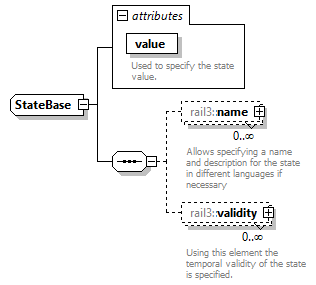 attributes
value
Used to specify the state
value.
StateBase
rail3::name
0..∞
Allows specifying a name
and description for the state
in different languages if
necessary
rail3::validity
0..∞
Using this element the
temporal validity of the state
is specified.